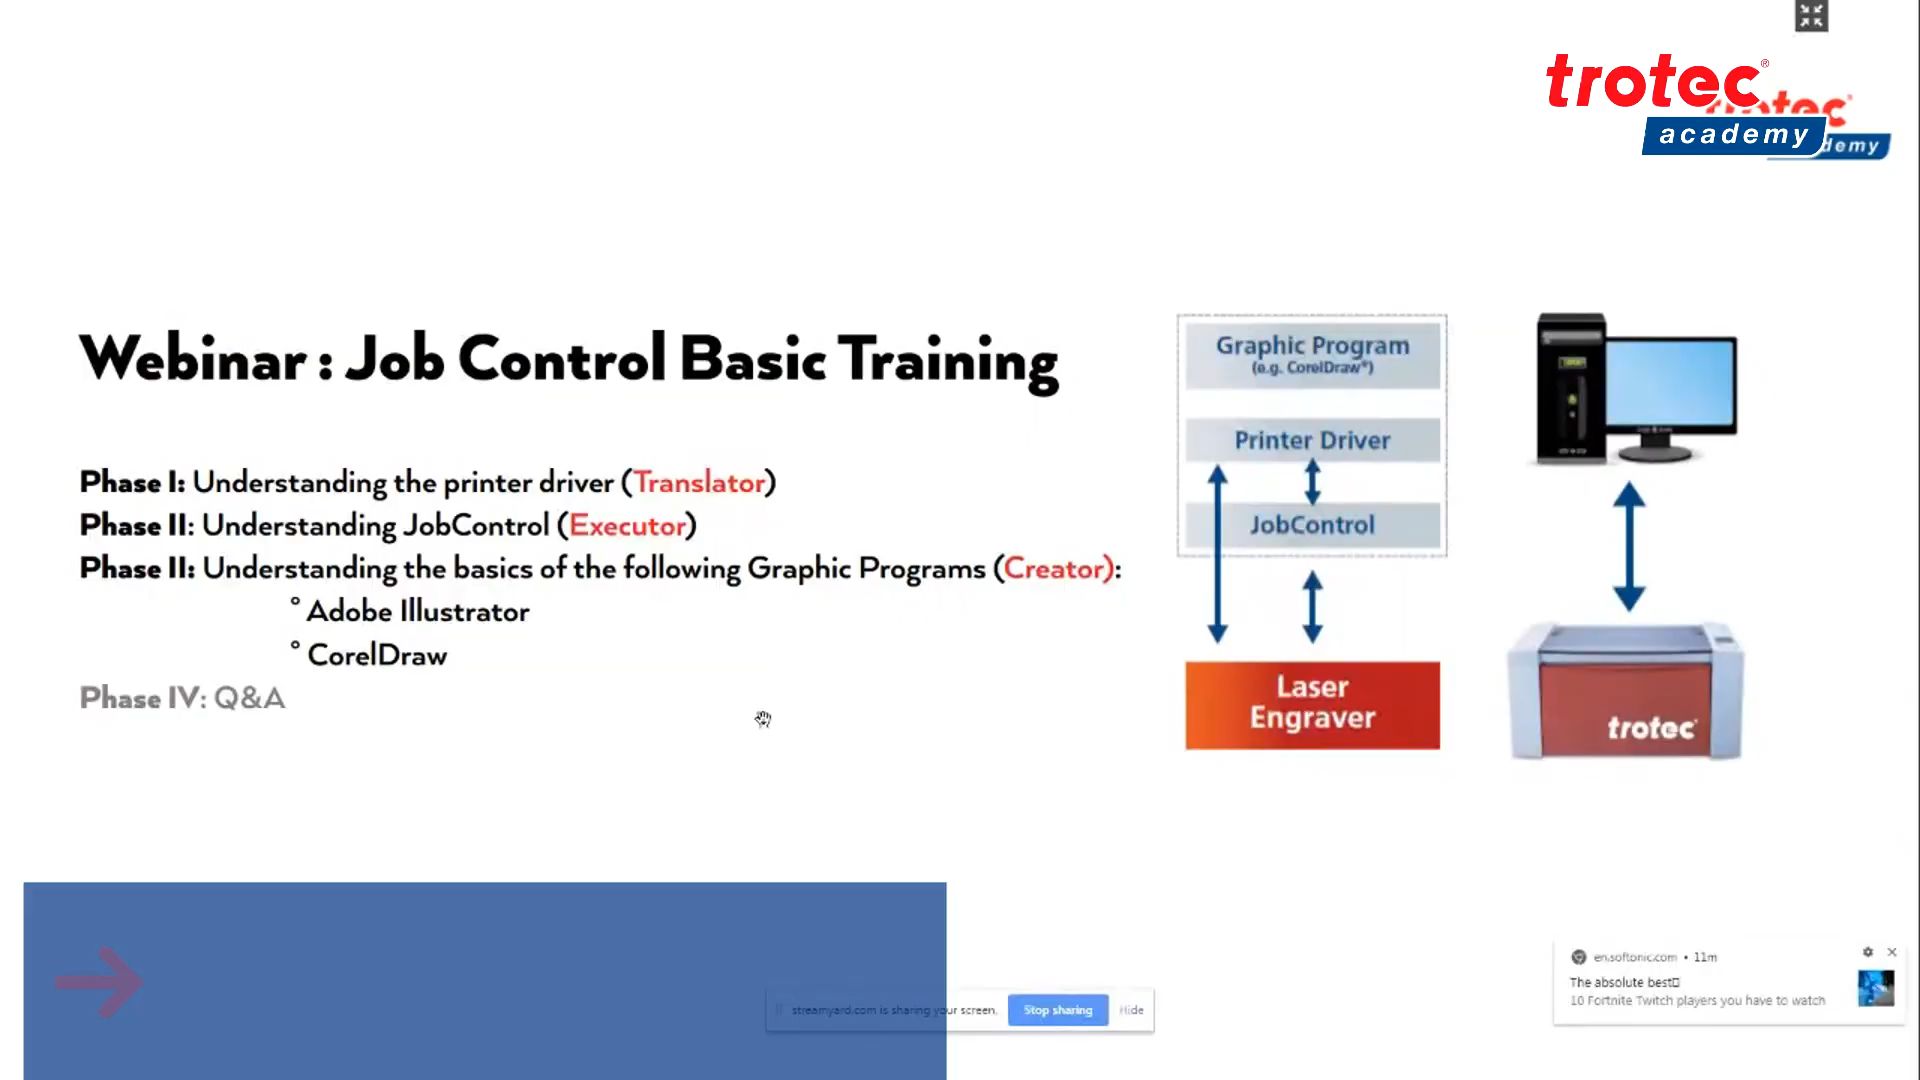 trotec®
trotec
academy
demy
Webinar : Job Control Basic Training
Phase I: Understanding the printer driver (Translator)
Phase II: Understanding JobControl (Executor)
Phase II: Understanding the basics of the following Graphic Programs (Creator):
° Adobe Illustrator
° CorelDraw
Phase IV: Q&A
Graphic Program
(e.g. CorelDraw®)
Printer Driver
JobControl
Laser
Engraver
trotec
streamyard.com is sharing your screen.
Stop sharing
Hide
en.softonic.com • 11m
The absolute best
10 Fortnite Twitch players you have to watch